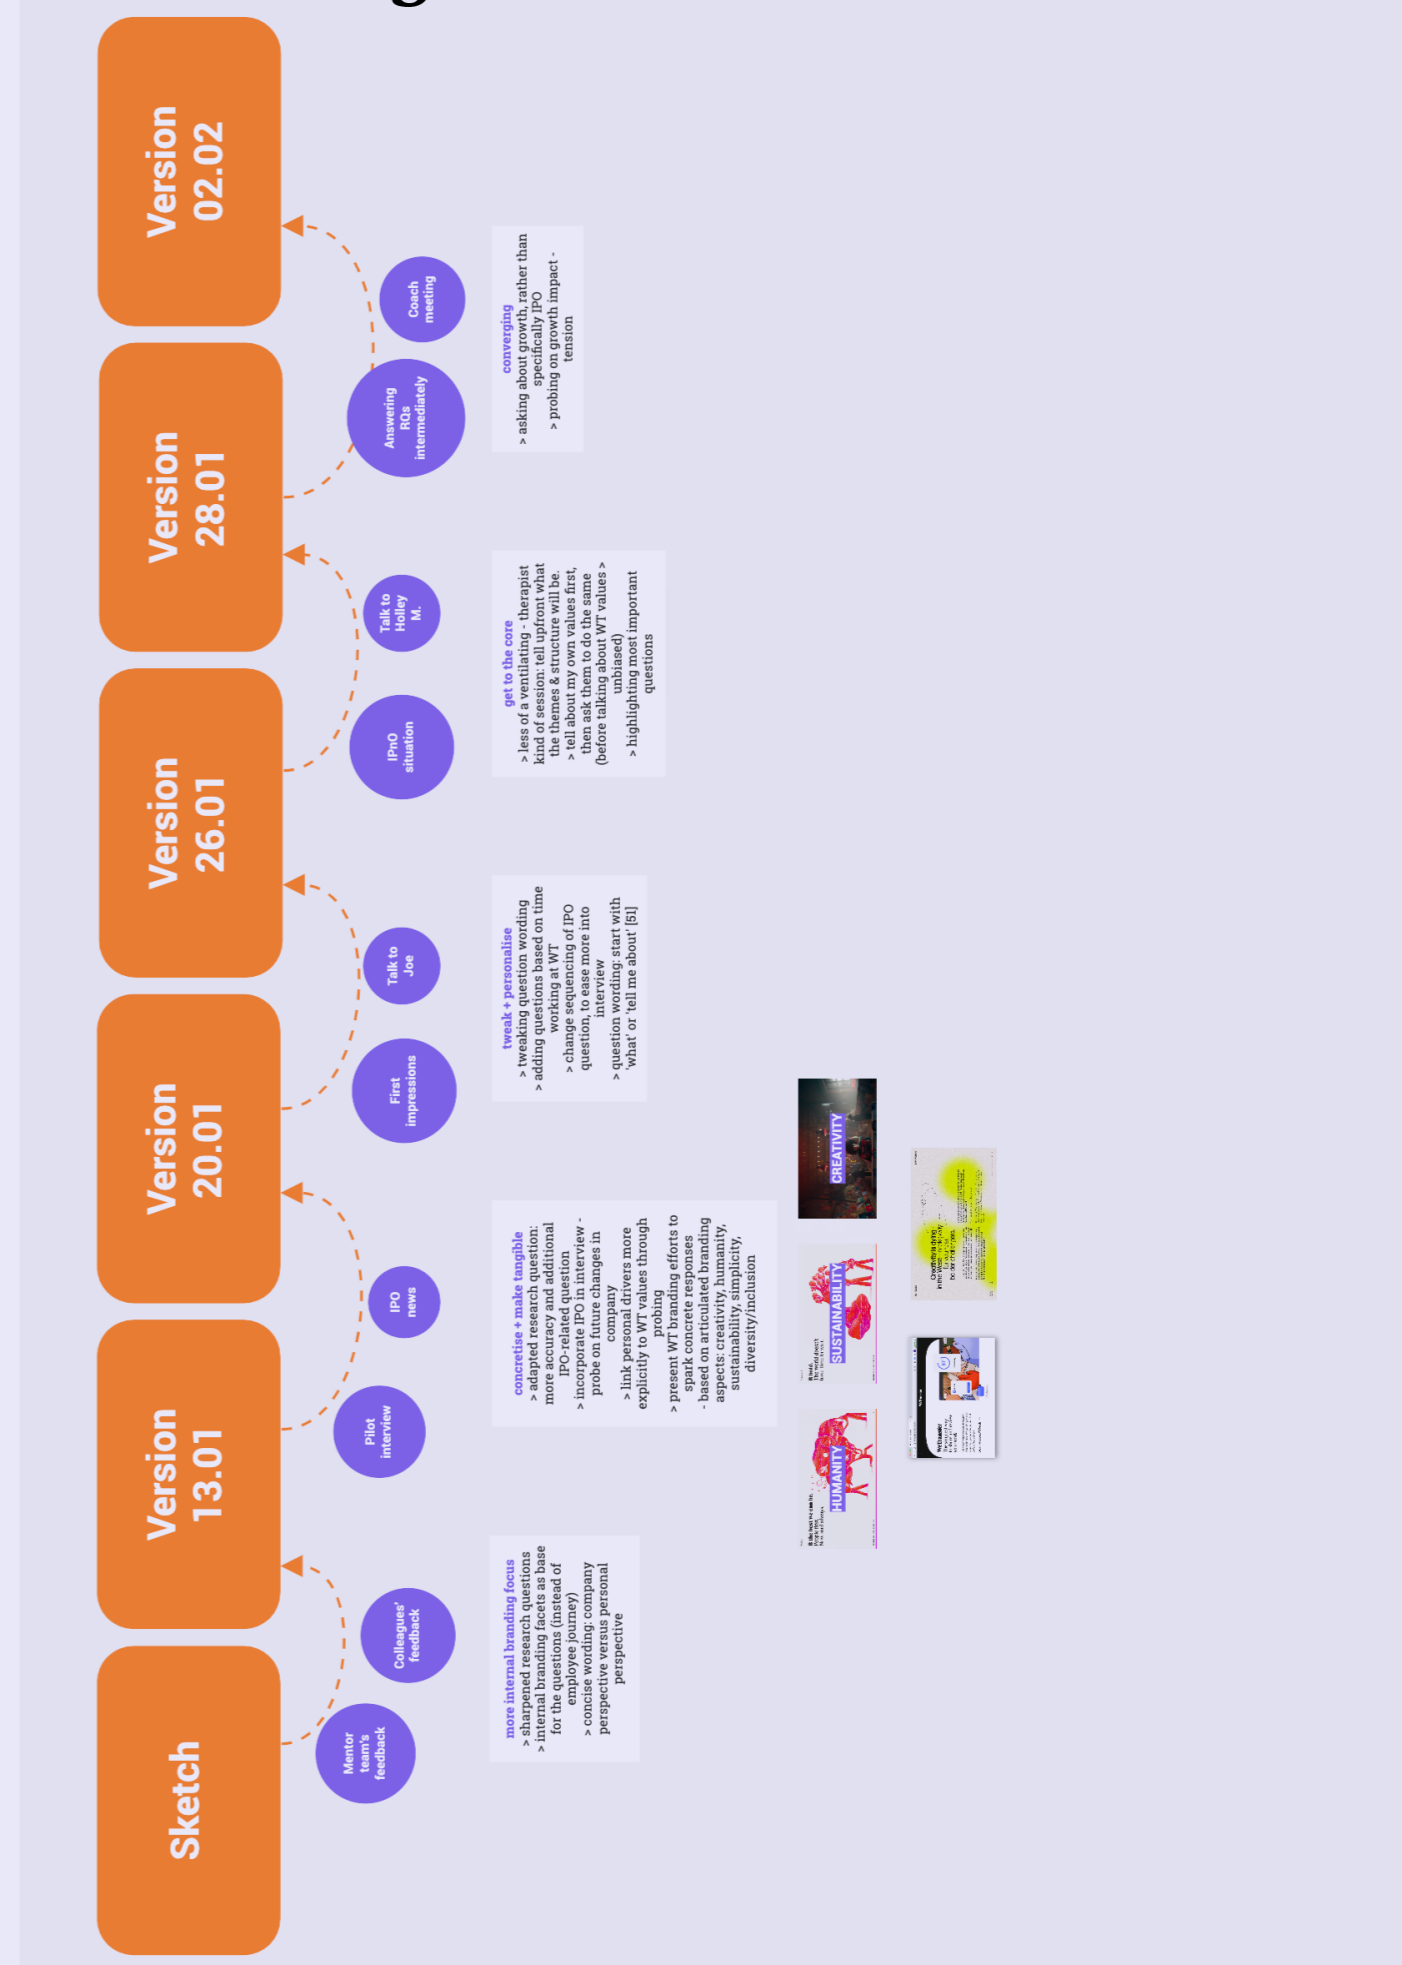 Sketch
Version
13.01
Version
20.01
Version
26.01
Version
28.01
Version
02.02
Mentor
team's
feedback
Colleagues'
feedback
Pilot
interview
IPO
news
First
impressions
Talk to
Joe
IPnO
situation
Talk to
Holley
M.
Answering
RQs
intermediately
Coach
meeting
more internal branding focus
> sharpened research questions
> internal branding facets as base
for the questions (instead of
employee journey)
> concise wording: company
perspective versus personal
perspective
concretise + make tangible
> adapted research question:
more accuracy and additional
IPO-related question
> incorporate IPO in interview -
probe on future changes in
company
> link personal drivers more
explicitly to WT values through
probing
> present WT branding efforts to
spark concrete responses
- based on articulated branding
aspects: creativity, humanity,
sustainability, simplicity,
diversity/inclusion
tweak + personalise
> tweaking question wording
> adding questions based on time
working at WT
> change sequencing of IPO
question, to ease more into
interview
> question wording: start with
'what' or 'tell me about' [51]
get to the core
> less of a ventilating - therapist
kind of session: tell upfront what
the themes & structure will be.
> tell about my own values first,
then ask them to do the same
(before talking about WT values >
unbiased)
> highlighting most important
questions
converging
> asking about growth, rather than
specifically IPO
> probing on growth impact -
tension
HUMANITY
SUSTAINABILITY
CREATIVITY